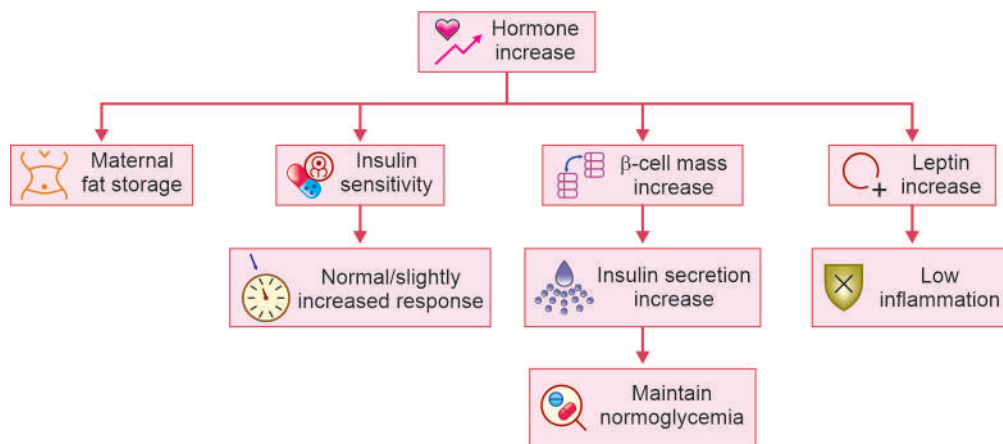 Hormone
increase
Maternal
fat storage
Insulin
sensitivity
β-cell mass
increase
Leptin
increase
Normal/slightly
increased response
Insulin secretion
increase
Low
inflammation
Maintain
normoglycemia